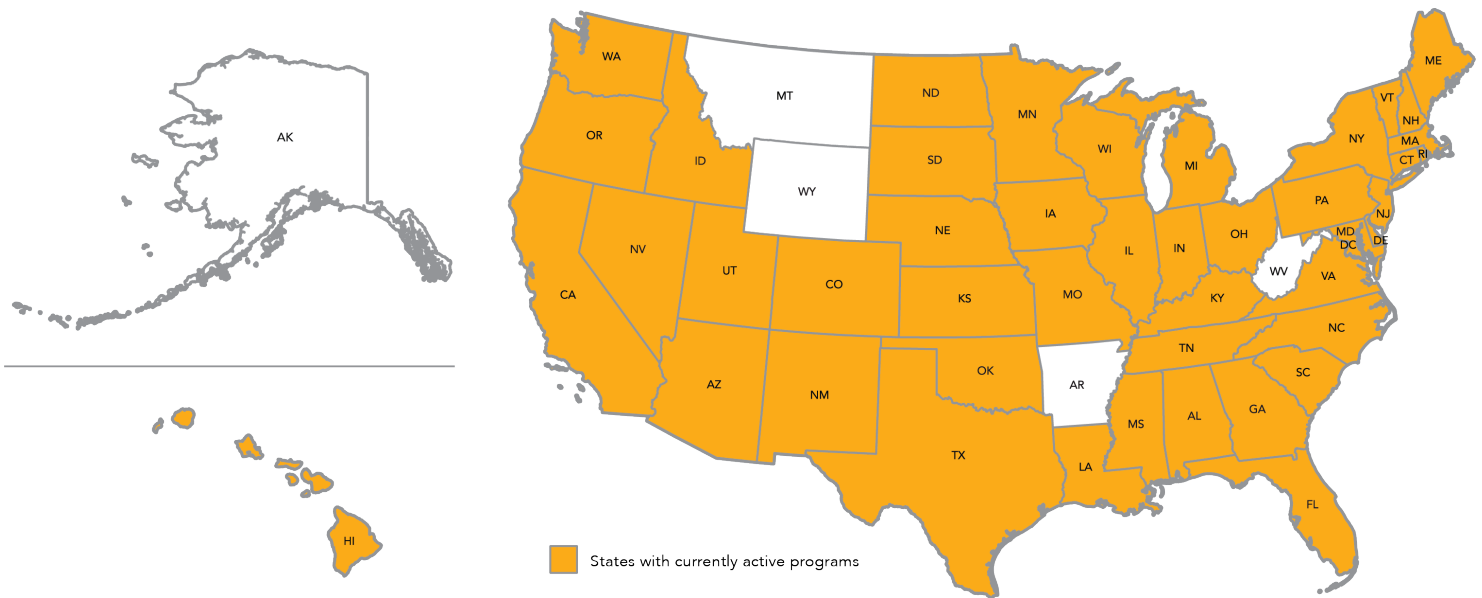 WA
ME
MT
ND
VT
AK
MN
NH
OR
NY
MA
WI
ID
SD
CT
RI
MI
WY
PA
IA
NJ
NE
OH
MD
DC
DE
NV
IL
IN
UT
WV
VA
CO
CA
KS
MO
KY
NC
TN
OK
SC
AZ
AR
NM
GA
AL
MS
TX
LA
FL
HI
States with currently active programs